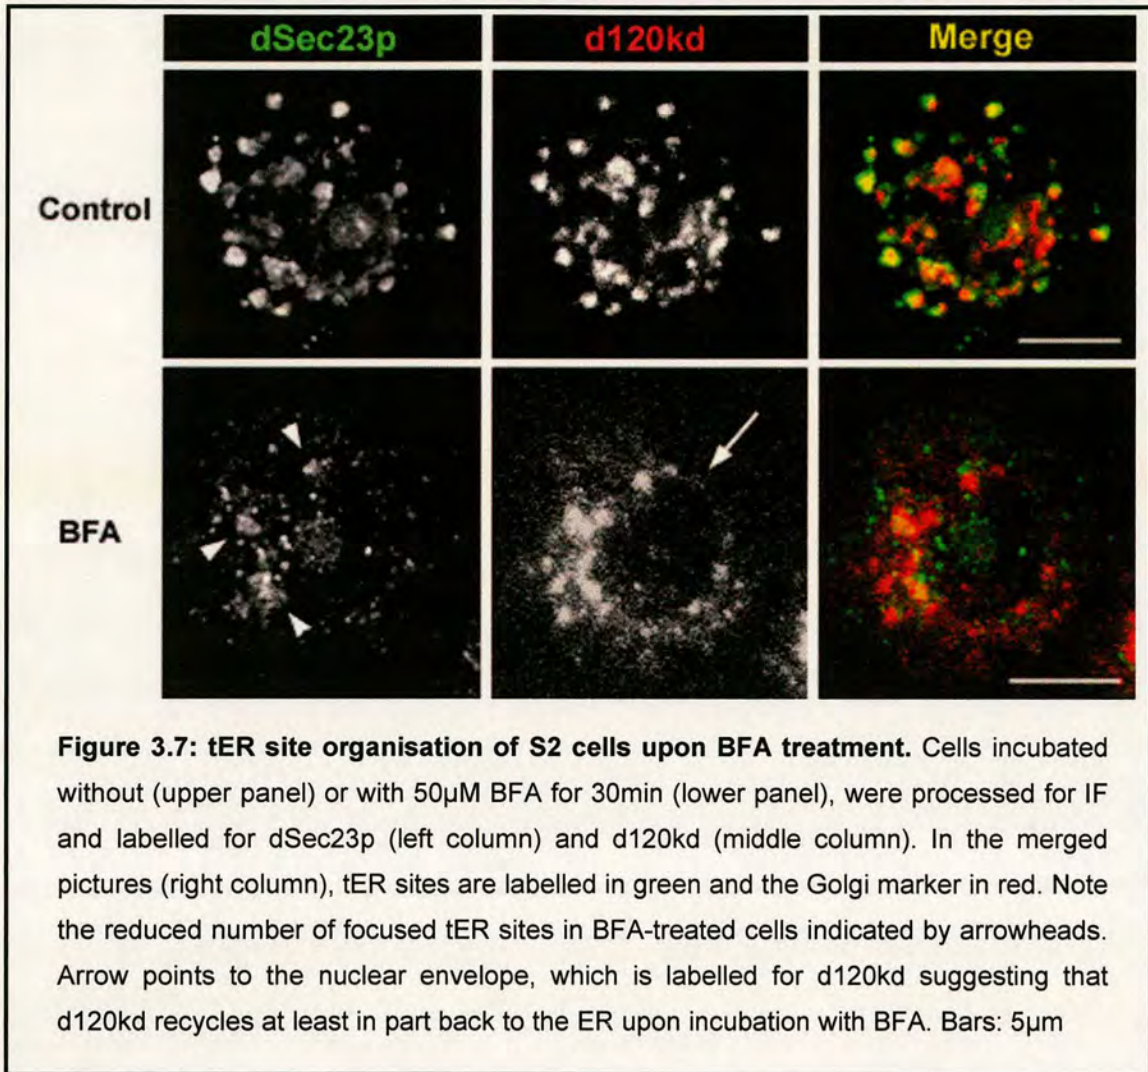 dSec23p d120kd Merge
Control
BFA
Figure 3.7: tER site organisation of S2 cells upon BFA treatment. Cells incubated
without (upper panel) or with 50µM BFA for 30min (lower panel), were processed for IF
and labelled for dSec23p (left column) and d120kd (middle column). In the merged
pictures (right column), tER sites are labelled in green and the Golgi marker in red. Note
the reduced number of focused tER sites in BFA-treated cells indicated by arrowheads.
Arrow points to the nuclear envelope, which is labelled for d120kd suggesting that
d120kd recycles at least in part back to the ER upon incubation with BFA. Bars: 5µm